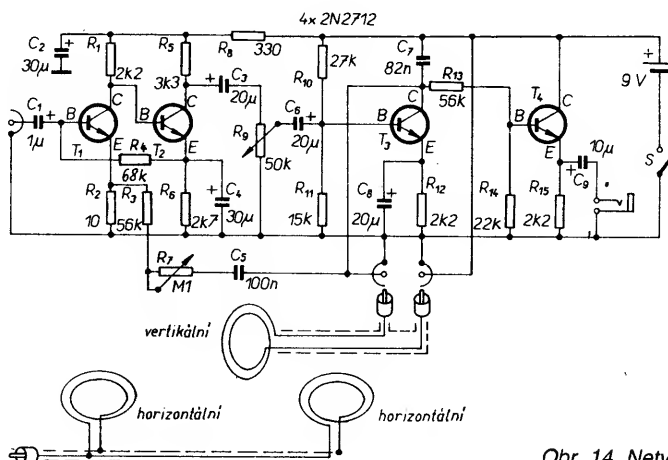 4x 2N2712
C2
30µ
R1
2k2
R5
3k3
R8
330
C3
20µ
R10
27k
C7
82n
R13
56k
9V
S
C1
1µ
B
C
E
T1
B
C
E
T2
R4
68k
R9
50k
C6
20µ
B
C
E
T3
B
C
E
T4
10µ
C9
R2
10
R3
56k
R6
2k7
C4
30µ
R11
15k
C8
20µ
R12
2k2
R14
22k
R15
2k2
R7
M1
C5
100n
vertikální
horizontální
horizontální
Obr. 14. Netv